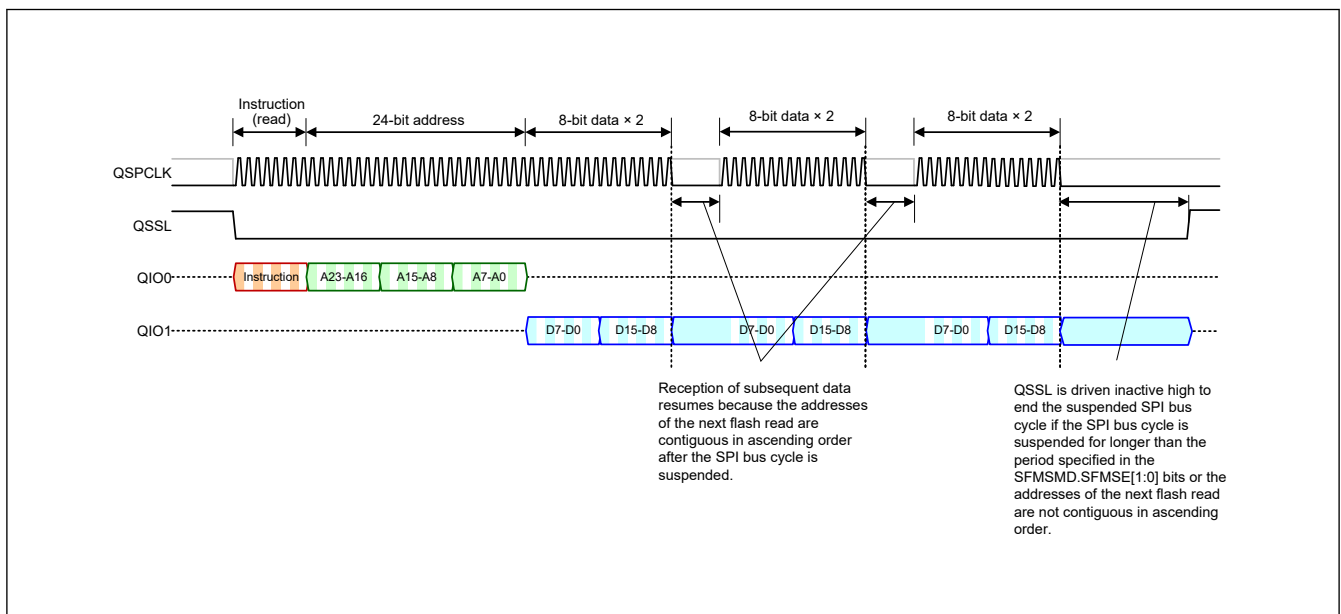 Instruction
(read)
24-bit address
8-bit data × 2
8-bit data × 2
8-bit data × 2
QSPCLK
QSSL
QIO0
Instruction
A23-A16
A15-A8
A7-A0
QIO1
D7-D0
D15-D8
D7-D0
D15-D8
D7-D0
D15-D8
Reception of subsequent data
resumes because the addresses
of the next flash read are
contiguous in ascending order
after the SPI bus cycle is
suspended.
QSSL is driven inactive high to
end the suspended SPI bus
cycle if the SPI bus cycle is
suspended for longer than the
period specified in the
SFMSMD.SFMSE[1:0] bits or the
addresses of the next flash read
are not contiguous in ascending
order.